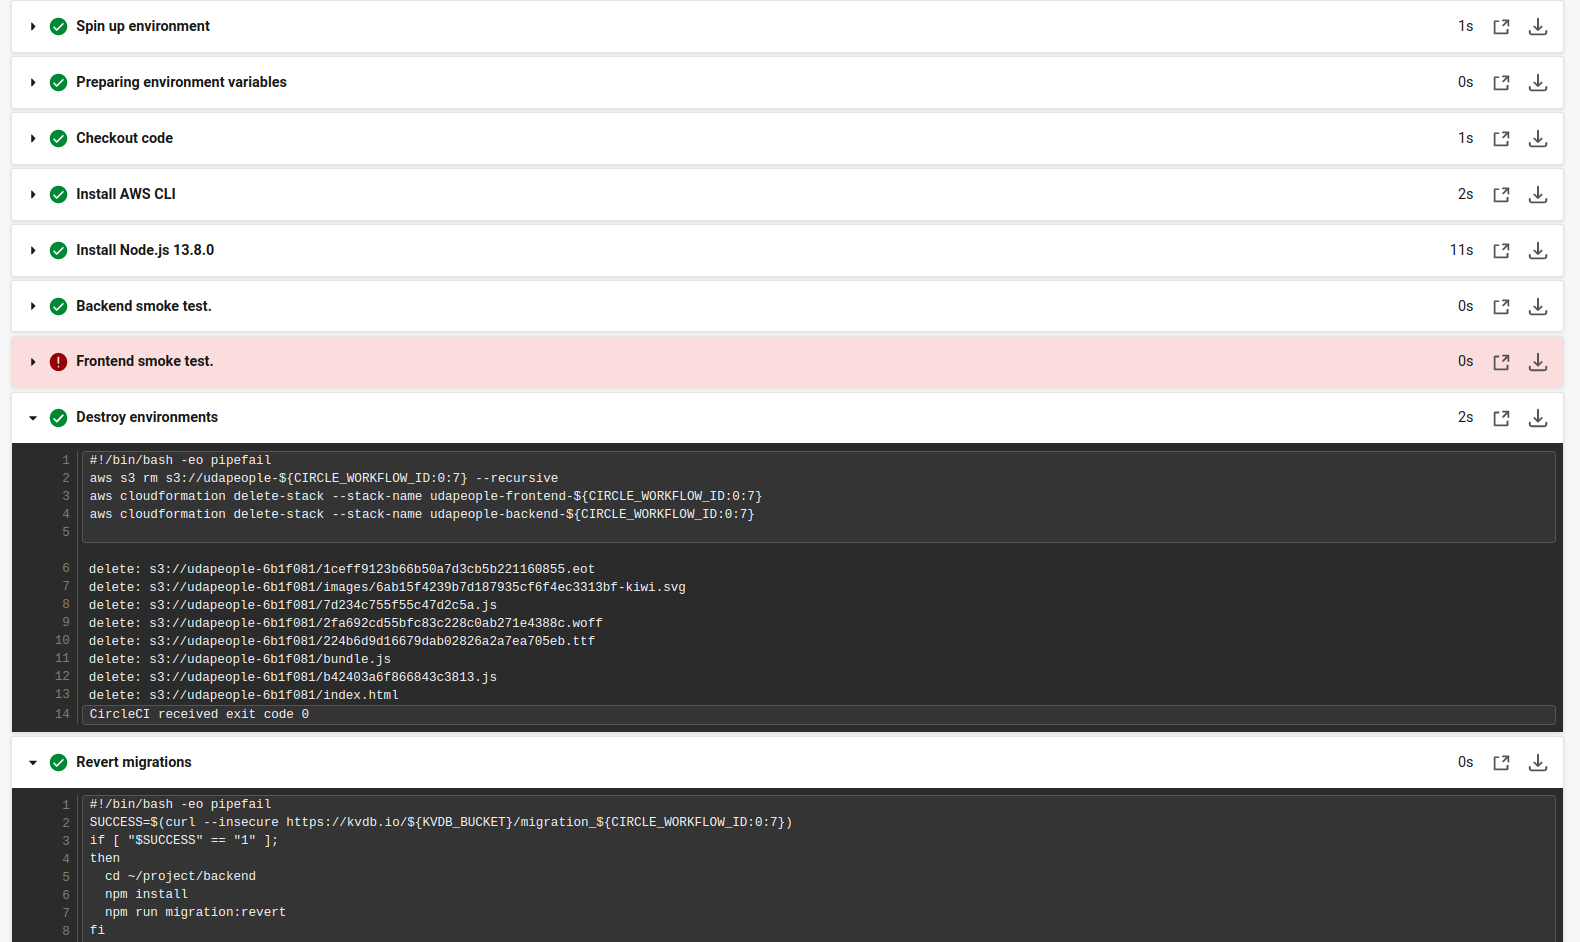 Spin up environment 1s
Preparing environment variables 0s
Checkout code 1s
Install AWS CLI 2s
Install Node.js 13.8.0 11s
Backend smoke test. 0s
Frontend smoke test. 0s
Destroy environments 2s
1 #!/bin/bash -eo pipefail
2 aws s3 rm s3://udapeople-${CIRCLE_WORKFLOW_ID:0:7} --recursive
3 aws cloudformation delete-stack --stack-name udapeople-frontend-${CIRCLE_WORKFLOW_ID:0:7}
4 aws cloudformation delete-stack --stack-name udapeople-backend-${CIRCLE_WORKFLOW_ID:0:7}
5
6 delete: s3://udapeople-6b1f081/1ceff9123b66b50a7d3cb5b221160855.eot
7 delete: s3://udapeople-6b1f081/images/6ab15f4239b7d187935cf6f4ec3313bf-kiwi.svg
8 delete: s3://udapeople-6b1f081/7d234c755f55c47d2c5a.js
9 delete: s3://udapeople-6b1f081/2fa692cd55bfc83c228c0ab271e4388c.woff
10 delete: s3://udapeople-6b1f081/224b6d9d16679dab02826a2a7ea705eb.ttf
11 delete: s3://udapeople-6b1f081/bundle.js
12 delete: s3://udapeople-6b1f081/b42403a6f866843c3813.js
13 delete: s3://udapeople-6b1f081/index.html
14 CircleCI received exit code 0
Revert migrations 0s
1 #!/bin/bash -eo pipefail
2 SUCCESS=$(curl --insecure https://kvdb.io/${KVDB_BUCKET}/migration_${CIRCLE_WORKFLOW_ID:0:7})
3 if [ "$SUCCESS" == "1" ];
4 then
5 cd ~/project/backend
6 npm install
7 npm run migration:revert
8 fi